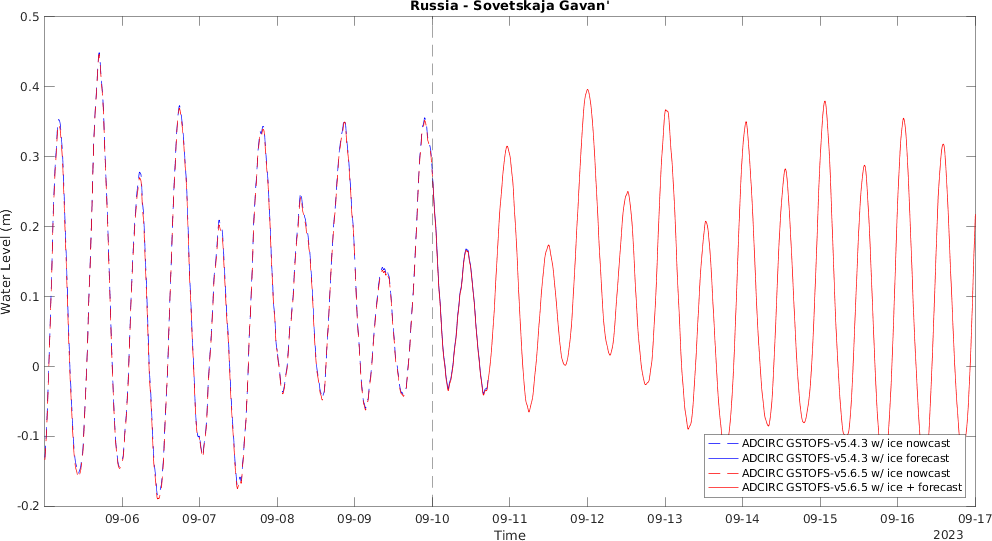 Russia - Sovetskaja Gavan'
Water Level (m)
0.5
0.4
0.3
0.2
0.1
0
-0.1
-0.2
09-06 09-07 09-08 09-09 09-10 09-11 09-12 09-13 09-14 09-15 09-16 09-17
Time
2023
ADCIRC GSTOFS-v5.4.3 w/ ice nowcast
ADCIRC GSTOFS-v5.4.3 w/ ice forecast
ADCIRC GSTOFS-v5.6.5 w/ ice nowcast
ADCIRC GSTOFS-v5.6.5 w/ ice + forecast